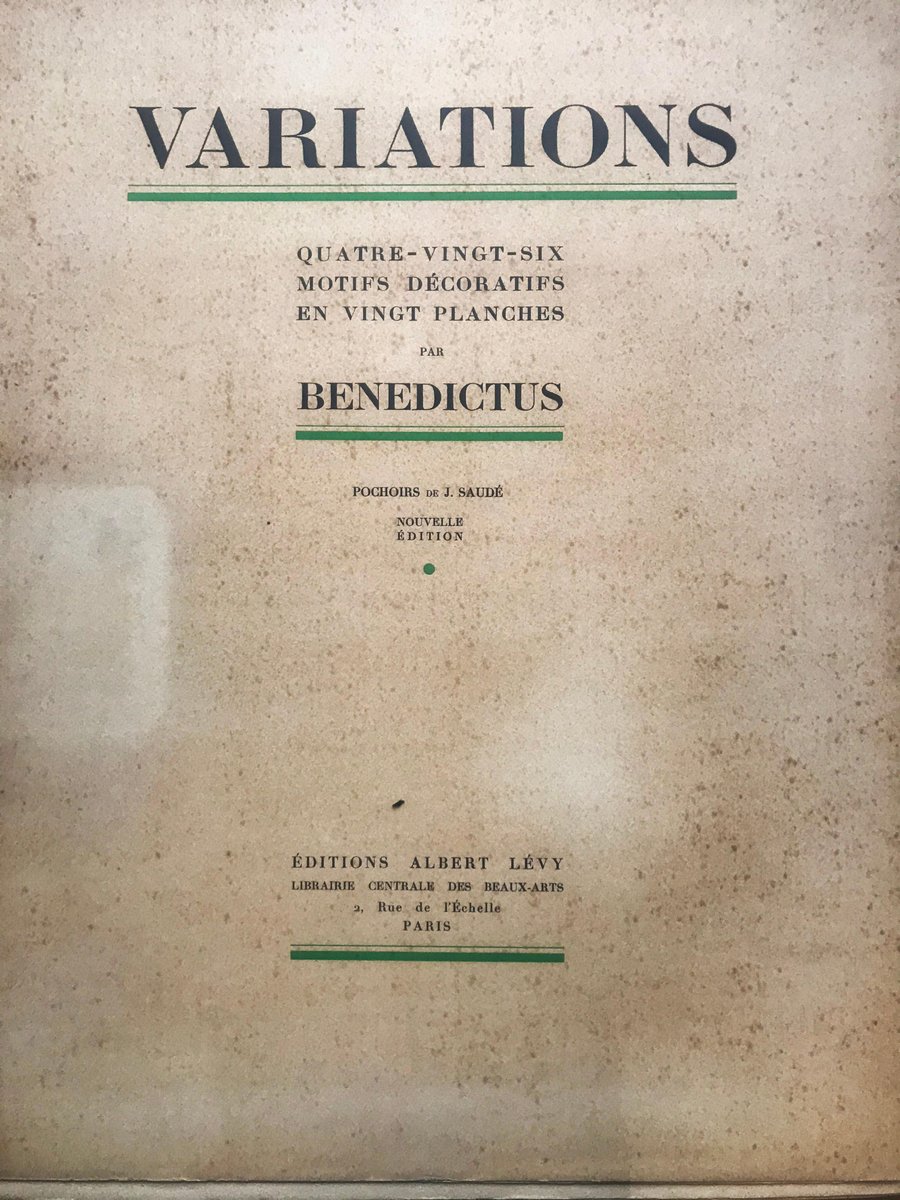 VARIATIONS
QUATRE-VINGT-SIX
MOTIFS DÉCORATIFS
EN VINGT PLANCHES
PAR
BENEDICTUS
POCHOIRS DE J. SAUDÉ
NOUVELLE
ÉDITION
ÉDITIONS ALBERT LÉVY
LIBRAIRIE CENTRALE DES BEAUX-ARTS
2, Rue de l'Échelle
PARIS